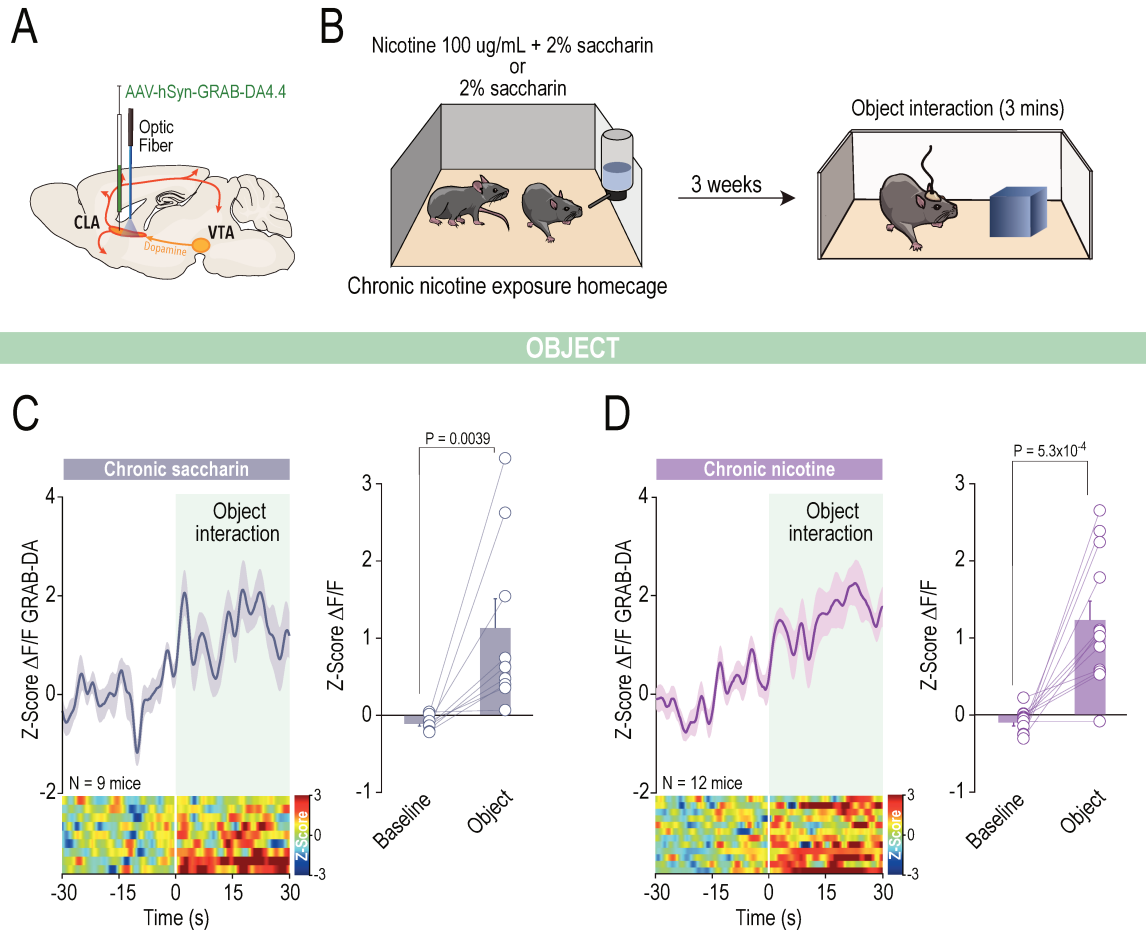 A
AAV-hSyn-GRAB-DA4.4
Optic
Fiber
CLA
VTA
Dopamine
B
Nicotine 100 ug/mL + 2% saccharin
or
2% saccharin
Chronic nicotine exposure homecage
3 weeks
Object interaction (3 mins)
OBJECT
C
Chronic saccharin
4
2
0
-2
Z-Score ΔF/F GRAB-DA
Object
interaction
N = 9 mice
3
0
-3
Z-Score
-30
-15
0
15
30
Time (s)
P = 0.0039
3
2
1
0
-1
Z-Score ΔF/F
Baseline
Object
D
Chronic nicotine
4
2
0
-2
Z-Score ΔF/F GRAB-DA
Object
interaction
N = 12 mice
3
0
-3
Z-Score
-30
-15
0
15
30
Time (s)
P = 5.3x10⁻⁴
3
2
1
0
-1
Z-Score ΔF/F
Baseline
Object